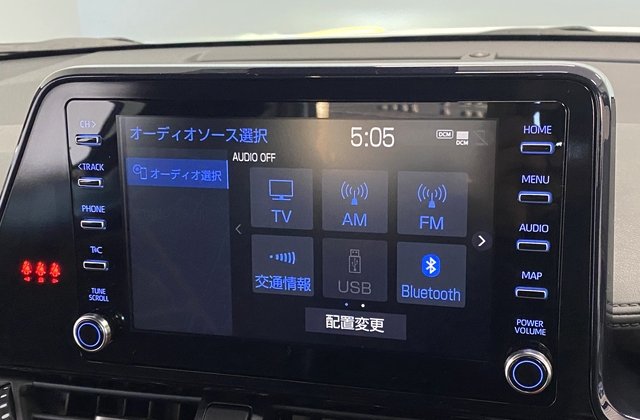 CH>
<TRACK
PHONE
T&C
TUNE
SCROLL
オーディオソース選択
5:05
DCM
DCM
オーディオ選択
AUDIO OFF
TV
AM
FM
交通情報
USB
Bluetooth
配置変更
HOME
MENU
AUDIO
MAP
POWER
VOLUME